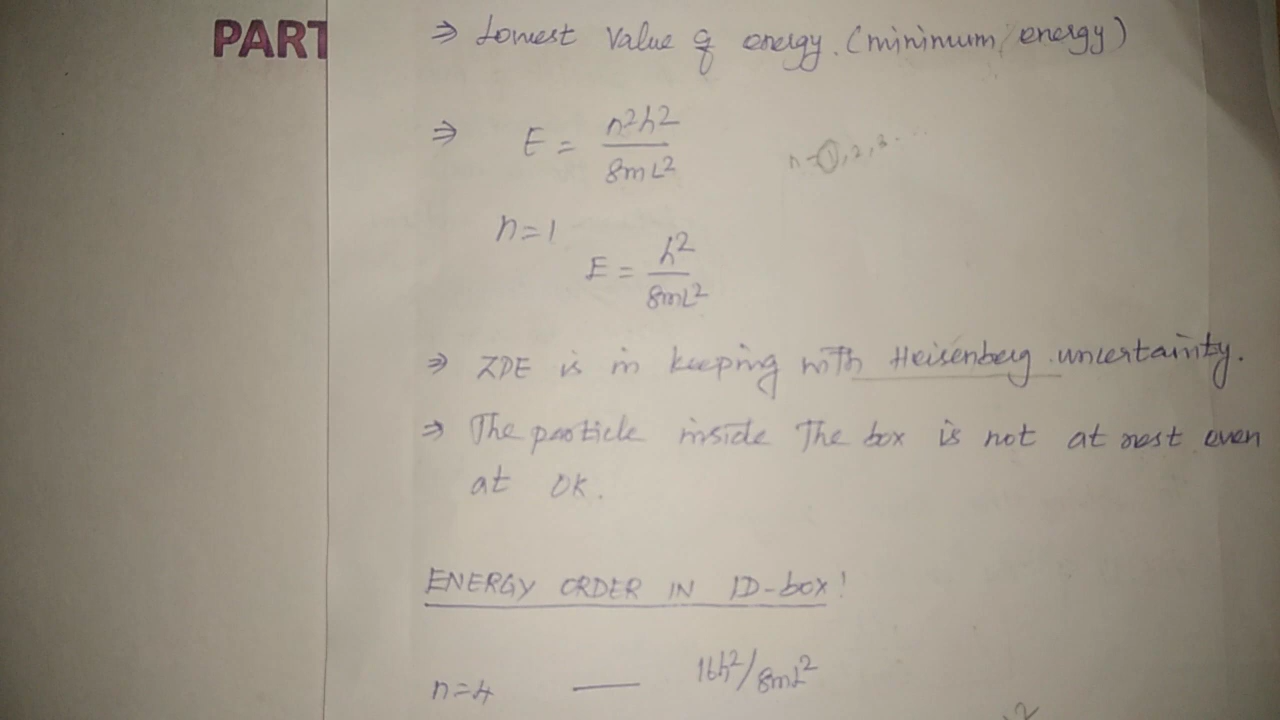 PART
⇒ Lowest value of energy. (minimum energy)
⇒ E = n²h² / 8mL²
n = 1, 2, 3...
n = 1
E = h² / 8mL²
⇒ ZPE is in keeping with Heisenberg uncertainty.
⇒ The particle inside the box is not at rest even
at 0K.
ENERGY ORDER IN 1D-box!
n=4 — 16h²/8mL²